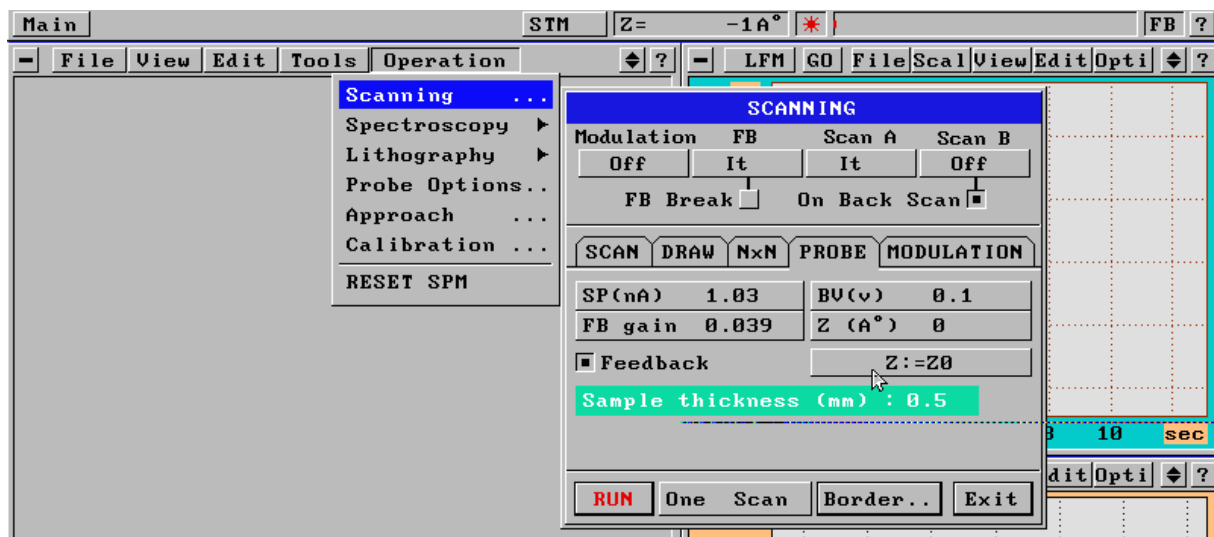 Main STM Z= -1A° FB ?
- File View Edit Tools Operation ? - LFM GO File Scal View Edit Opti ?
Scanning ...
Spectroscopy
Lithography
Probe Options..
Approach ...
Calibration ...
RESET SPM
SCANNING
Modulation FB Scan A Scan B
Off It It Off
FB Break On Back Scan
SCAN DRAW NxN PROBE MODULATION
SP(nA) 1.03 BV(v) 0.1
FB gain 0.039 Z (A°) 0
Feedback Z:=Z0
Sample thickness (mm) : 0.5
10 sec
dit Opti ?
RUN One Scan Border.. Exit